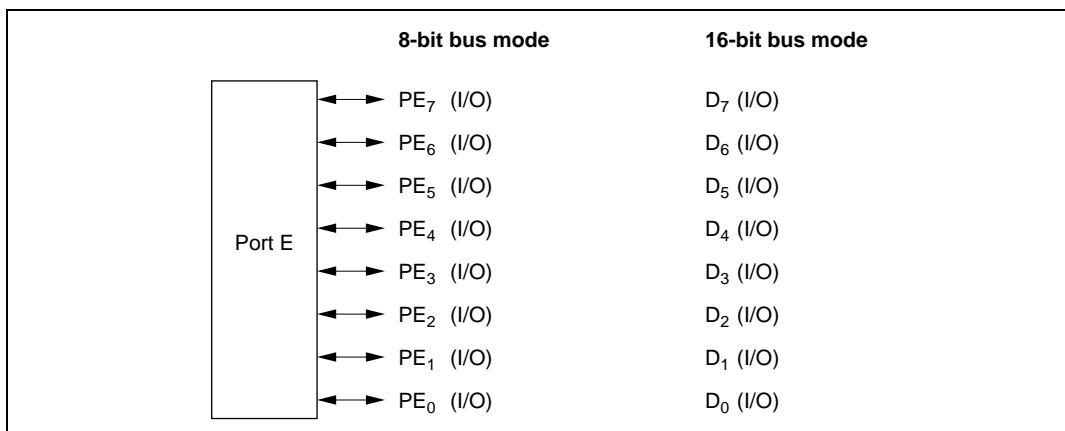 8-bit bus mode 16-bit bus mode
PE₇ (I/O) D₇ (I/O)
PE₆ (I/O) D₆ (I/O)
PE₅ (I/O) D₅ (I/O)
PE₄ (I/O) D₄ (I/O)
Port E
PE₃ (I/O) D₃ (I/O)
PE₂ (I/O) D₂ (I/O)
PE₁ (I/O) D₁ (I/O)
PE₀ (I/O) D₀ (I/O)